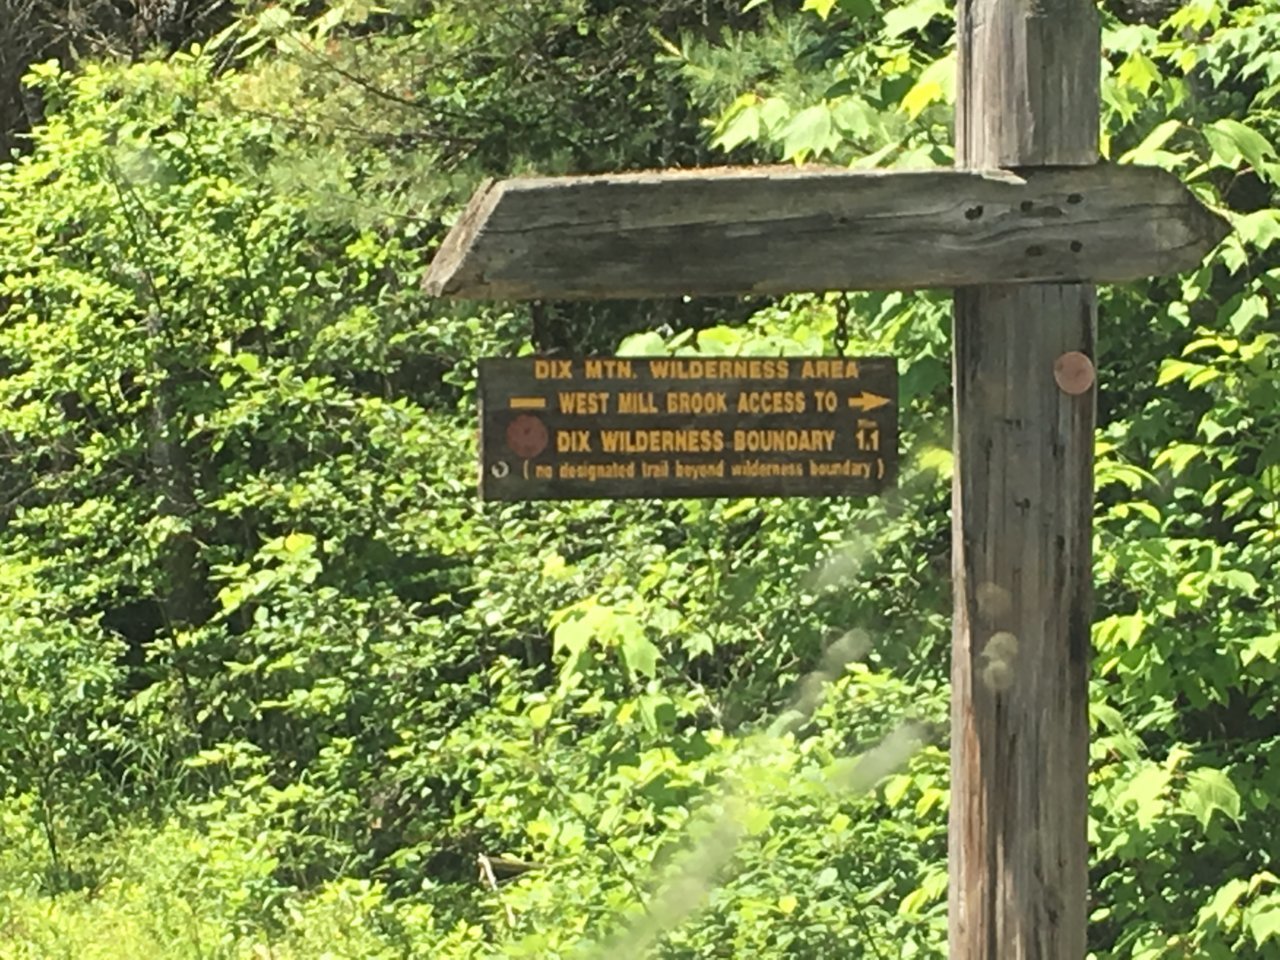 DIX MTN. WILDERNESS AREA
WEST MILL BROOK ACCESS TO
DIX WILDERNESS BOUNDARY 1.1
( no designated trail beyond wilderness boundary )